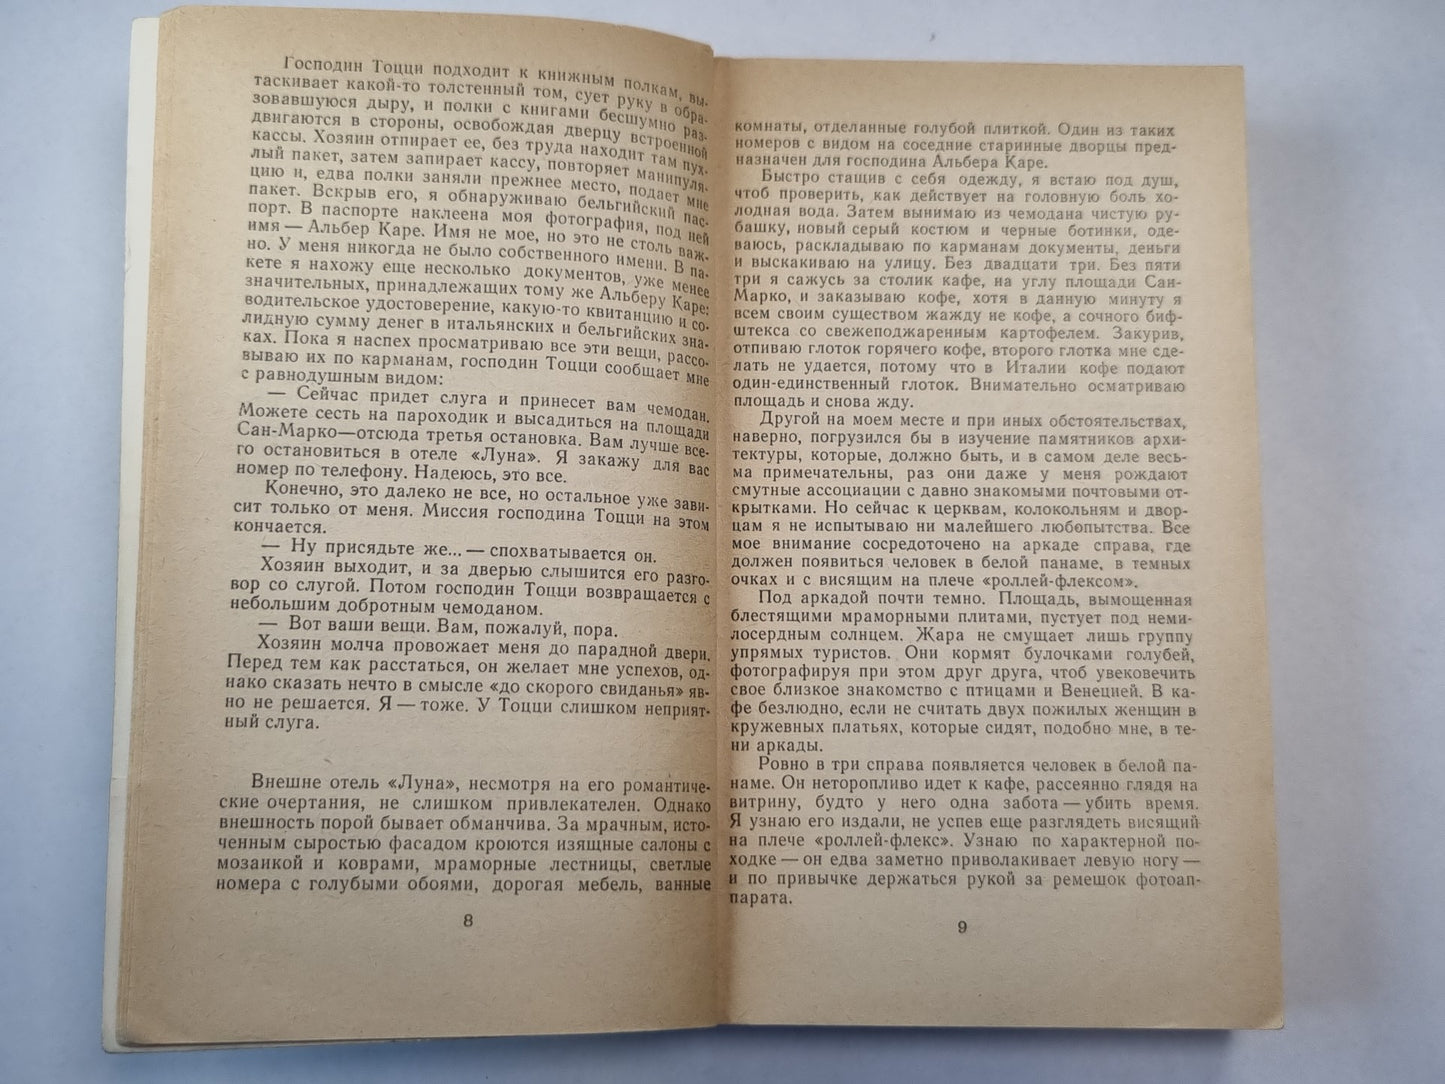 Господин Тоцци подходит к книжным полкам, вы-
таскивает какой-то толстенный том, сует руку в обра-
зовавшуюся дыру, и полки с книгами бесшумно раз-
двигаются в стороны, освобождая дверцу встроенной
кассы. Хозяин отпирает ее, без труда находит там пух-
лый пакет, затем запирает кассу, повторяет манипуля-
цию и, едва полки заняли прежнее место, подает мне
пакет. Вскрыв его, я обнаруживаю бельгийский пас-
порт. В паспорте наклеена моя фотография, под ней
имя — Альбер Каре. Имя не мое, но это не столь важ-
но. У меня никогда не было собственного имени. В па-
кете я нахожу еще несколько документов, уже менее
значительных, принадлежащих тому же Альберу Каре:
водительское удостоверение, какую-то квитанцию и со-
лидную сумму денег в итальянских и бельгийских зна-
ках. Пока я наспех просматриваю все эти вещи, рассо-
вываю их по карманам, господин Тоцци сообщает мне
с равнодушным видом:
— Сейчас придет слуга и принесет вам чемодан.
Можете сесть на пароходик и высадиться на площади
Сан-Марко—отсюда третья остановка. Вам лучше все-
го остановиться в отеле «Луна». Я закажу для вас
номер по телефону. Надеюсь, это все.
Конечно, это далеко не все, но остальное уже зави-
сит только от меня. Миссия господина Тоцци на этом
кончается.
— Ну присядьте же... — спохватывается он.
Хозяин выходит, и за дверью слышится его разго-
вор со слугой. Потом господин Тоцци возвращается с
небольшим добротным чемоданом.
— Вот ваши вещи. Вам, пожалуй, пора.
Хозяин молча провожает меня до парадной двери.
Перед тем как расстаться, он желает мне успехов, од-
нако сказать нечто в смысле «до скорого свиданья» яв-
но не решается. Я — тоже. У Тоцци слишком неприят-
ный слуга.
Внешне отель «Луна», несмотря на его романтиче-
ские очертания, не слишком привлекателен. Однако
внешность порой бывает обманчива. За мрачным, исто-
ченным сыростью фасадом кроются изящные салоны с
мозаикой и коврами, мраморные лестницы, светлые
номера с голубыми обоями, дорогая мебель, ванные
8
комнаты, отделанные голубой плиткой. Один из таких
номеров с видом на соседние старинные дворцы пред-
назначен для господина Альбера Каре.
Быстро стащив с себя одежду, я встаю под душ,
чтоб проверить, как действует на головную боль хо-
лодная вода. Затем вынимаю из чемодана чистую ру-
башку, новый серый костюм и черные ботинки, оде-
ваюсь, раскладываю по карманам документы, деньги
и выскакиваю на улицу. Без двадцати три. Без пяти
три я сажусь за столик кафе, на углу площади Сан-
Марко, и заказываю кофе, хотя в данную минуту я
всем своим существом жажду не кофе, а сочного биф-
штекса со свежеподжаренным картофелем. Закурив,
отпиваю глоток горячего кофе, второго глотка мне сде-
лать не удается, потому что в Италии кофе подают
один-единственный глоток. Внимательно осматриваю
площадь и снова жду.
Другой на моем месте и при иных обстоятельствах,
наверно, погрузился бы в изучение памятников архи-
тектуры, которые, должно быть, и в самом деле весь-
ма примечательны, раз они даже у меня рождают
смутные ассоциации с давно знакомыми почтовыми от-
крытками. Но сейчас к церквам, колокольням и двор-
цам я не испытываю ни малейшего любопытства. Все
мое внимание сосредоточено на аркаде справа, где
должен появиться человек в белой панаме, в темных
очках и с висящим на плече «роллей-флексом».
Под аркадой почти темно. Площадь, вымощенная
блестящими мраморными плитами, пустует под неми-
лосердным солнцем. Жара не смущает лишь группу
упрямых туристов. Они кормят булочками голубей,
фотографируя при этом друг друга, чтоб увековечить
свое близкое знакомство с птицами и Венецией. В ка-
фе безлюдно, если не считать двух пожилых женщин в
кружевных платьях, которые сидят, подобно мне, в те-
ни аркады.
Ровно в три справа появляется человек в белой па-
наме. Он неторопливо идет к кафе, рассеянно глядя на
витрину, будто у него одна забота — убить время.
Я узнаю его издали, не успев еще разглядеть висящий
на плече «роллей-флекс». Узнаю по характерной по-
ходке — он едва заметно приволакивает левую ногу —
и по привычке держаться рукой за ремешок фотоап-
парата.
9